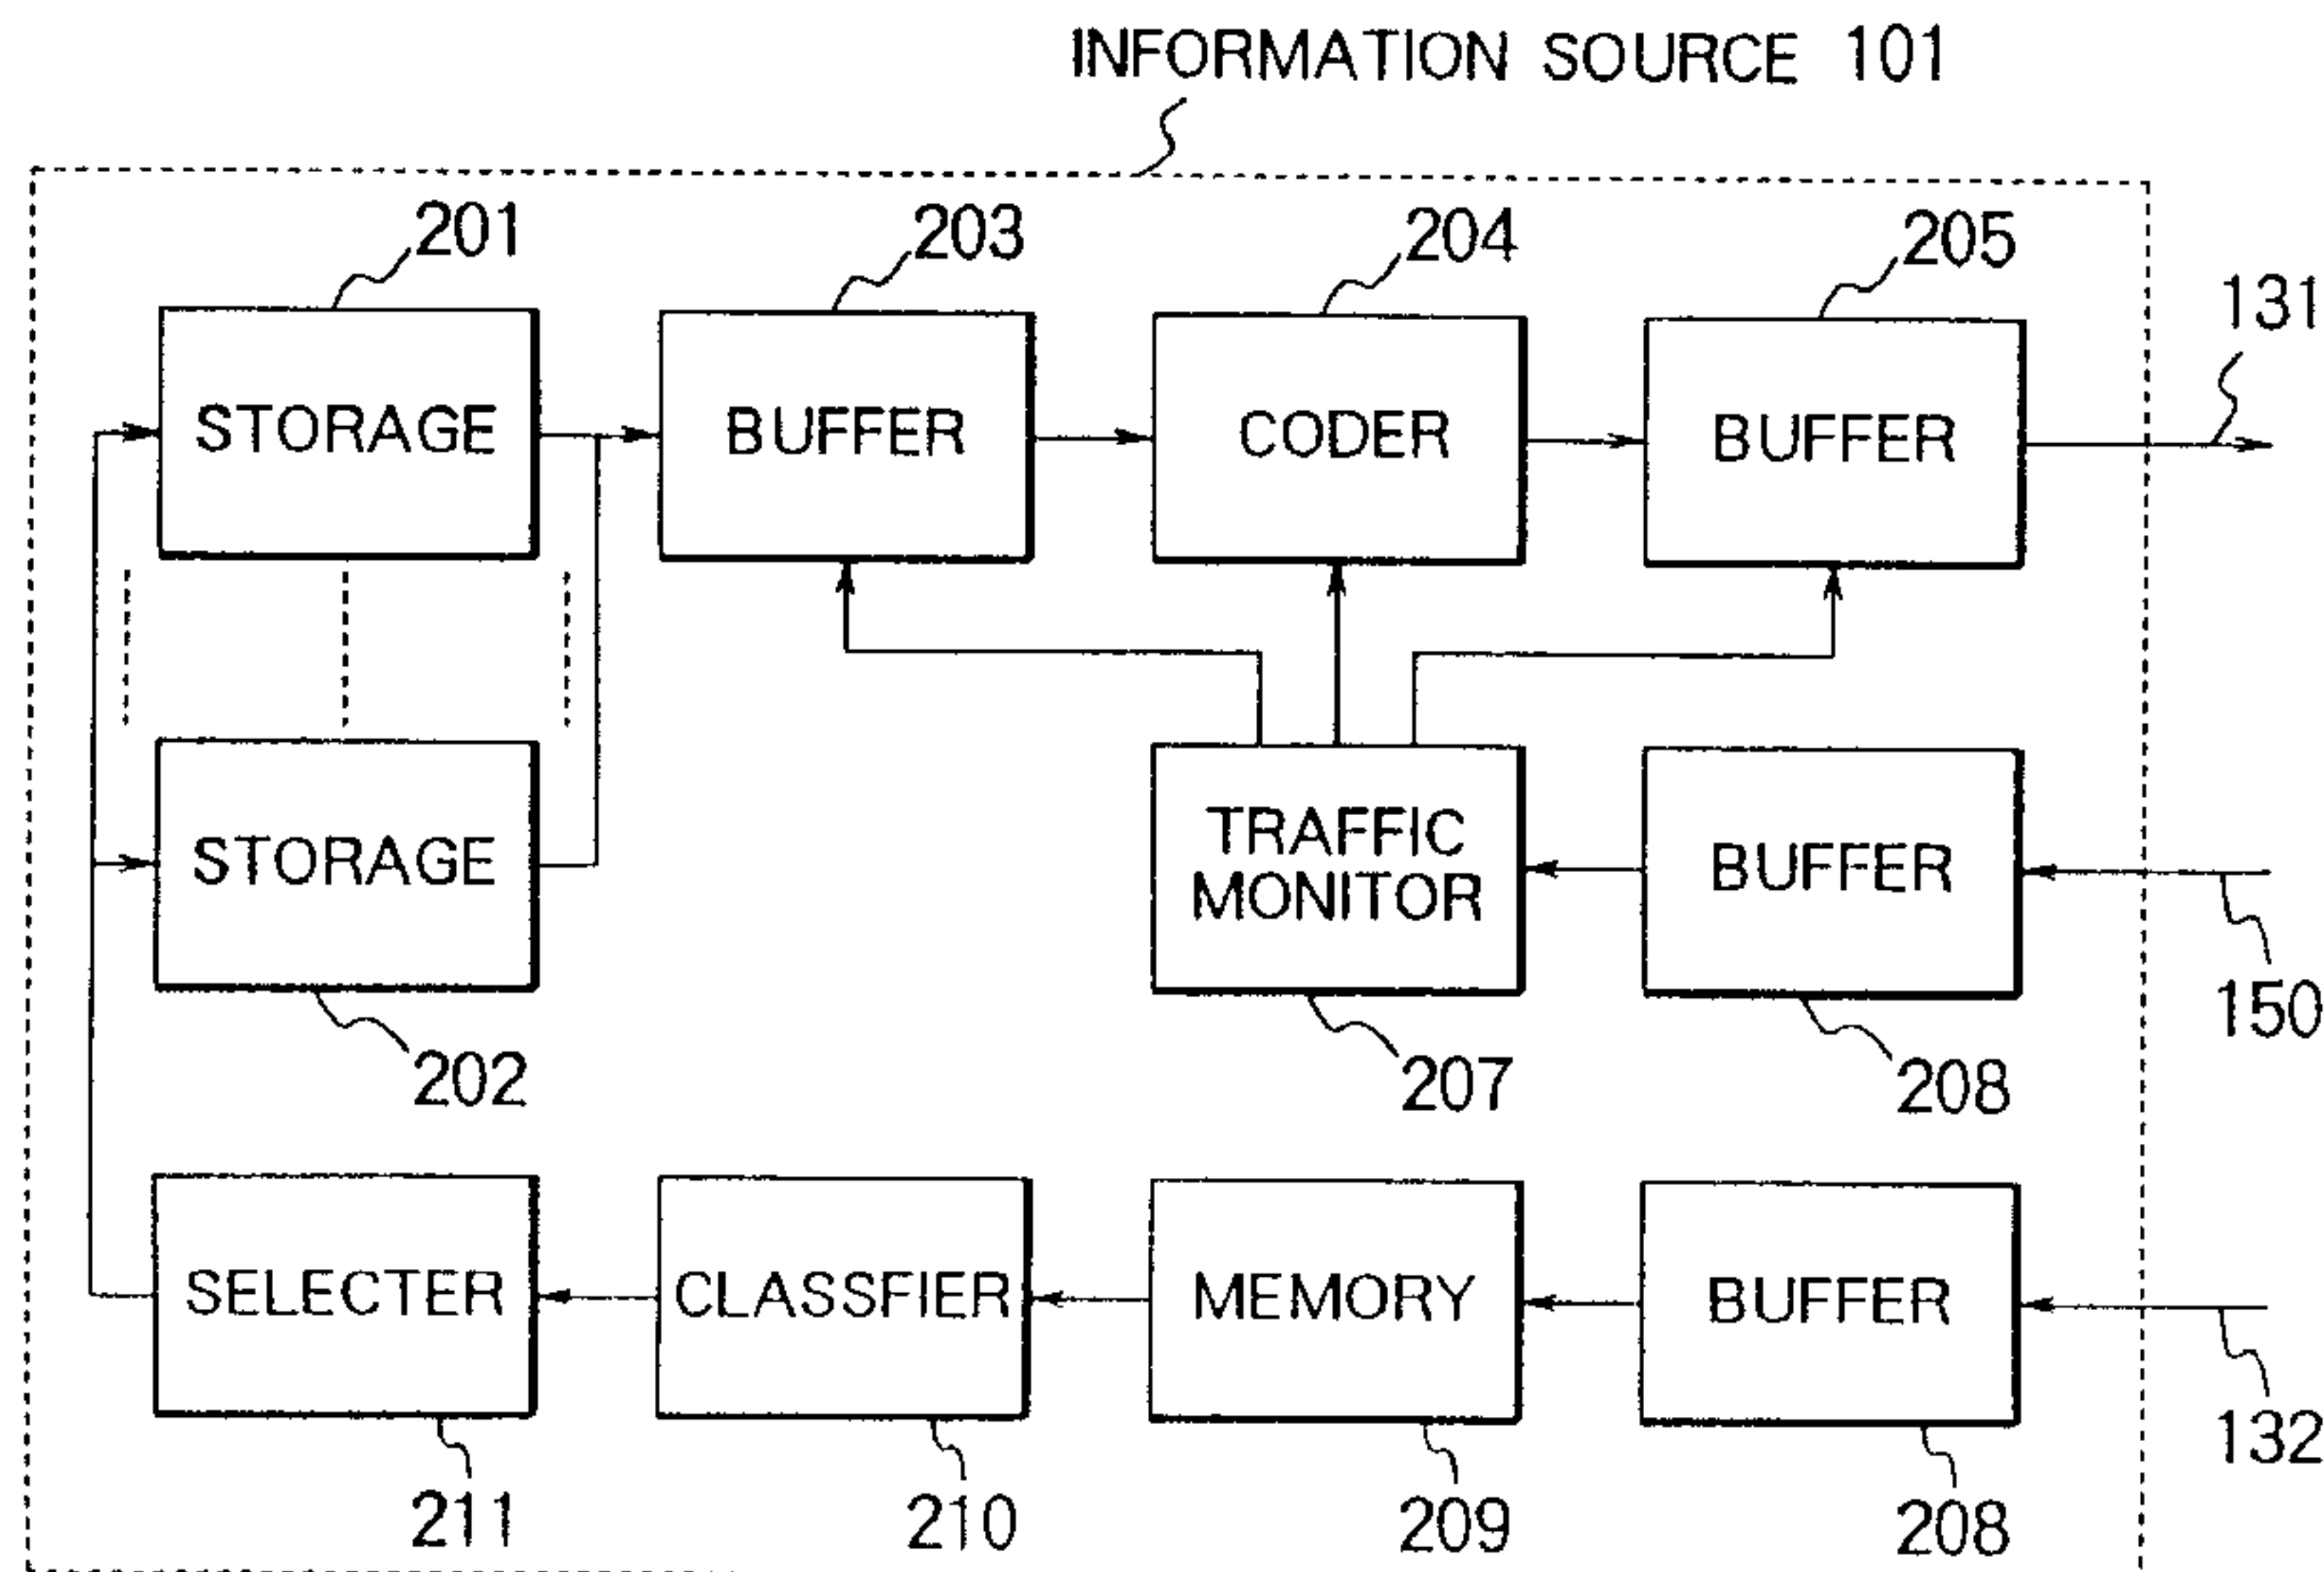 INFORMATION SOURCE 101
201
203
204
205
131
STORAGE
BUFFER
CODER
BUFFER
STORAGE
TRAFFIC
MONITOR
BUFFER
150
202
207
208
SELECTER
CLASSFIER
MEMORY
BUFFER
132
211
210
209
208